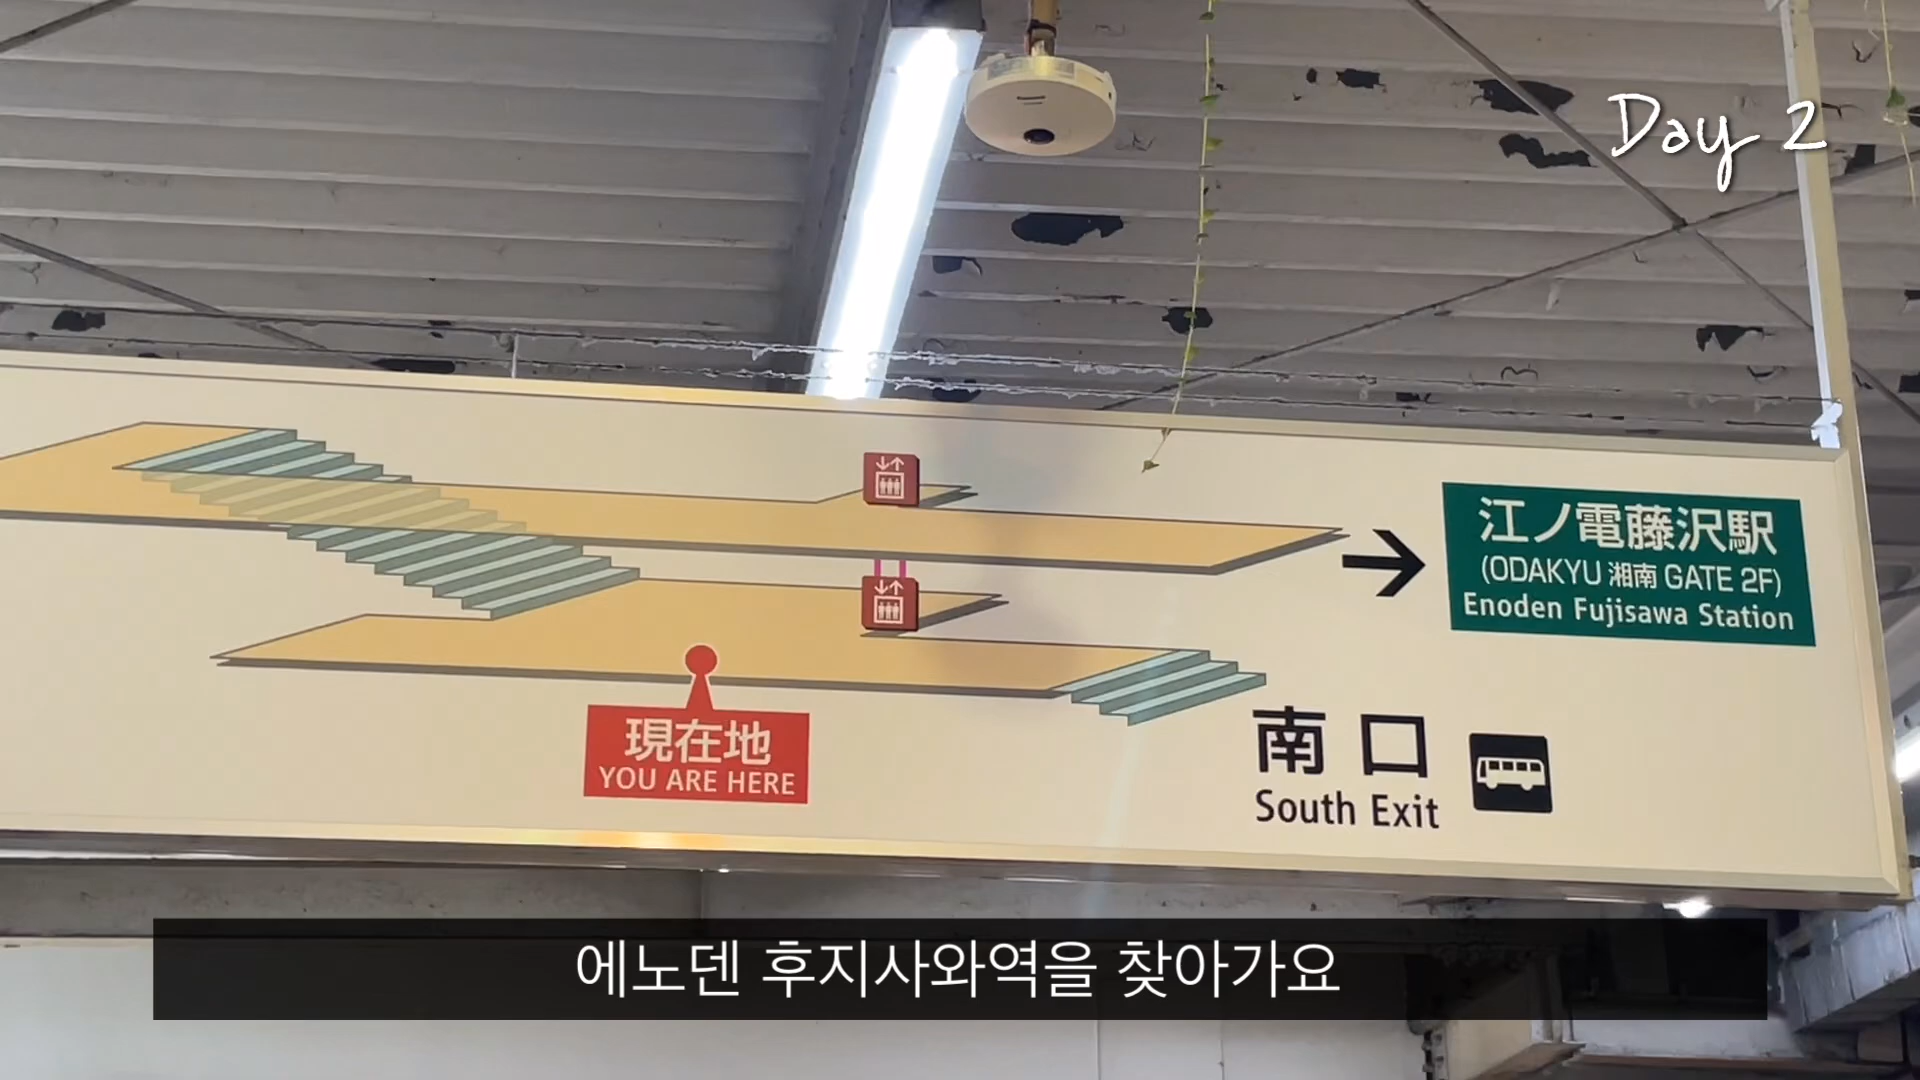 Day 2
江ノ電藤沢駅
(ODAKYU 湘南 GATE 2F)
Enoden Fujisawa Station
現在地
YOU ARE HERE
南口
South Exit
에노덴 후지사와역을 찾아가요